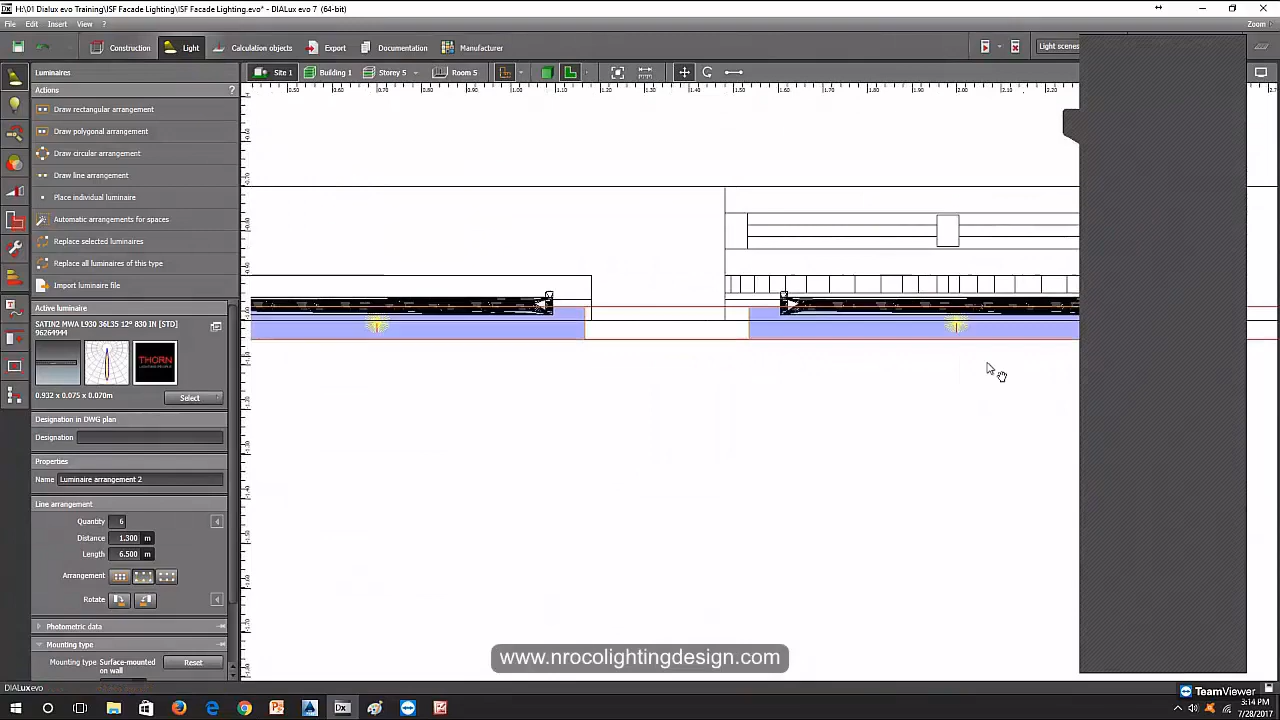 H:\01 Dialux evo Training\ISF Facade Lighting\ISF Facade Lighting.evo* - DIALux evo 7 (64-bit)
File Edit Insert View ?
Zoom
Construction Light Calculation objects Export Documentation Manufacturer
Light scenes
Luminaires
Site 1 Building 1 Storey 5 Room 5
Actions
Draw rectangular arrangement
Draw polygonal arrangement
Draw circular arrangement
Draw line arrangement
Place individual luminaire
Automatic arrangements for spaces
Replace selected luminaires
Replace all luminaires of this type
Import luminaire file
Active luminaire
SATIN2 MWA L930 36L35 12° 830 IN [STD]
96264944
THORN
0.932 x 0.075 x 0.070m
Select
Designation in DWG plan
Designation
Properties
Name Luminaire arrangement 2
Line arrangement
Quantity 6
Distance 1.300 m
Length 6.500 m
Arrangement
Rotate
Photometric data
Mounting type
Mounting type Surface-mounted on wall
Reset
www.nrocolightingdesign.com
DIALux evo
TeamViewer
3:14 PM
7/28/2017